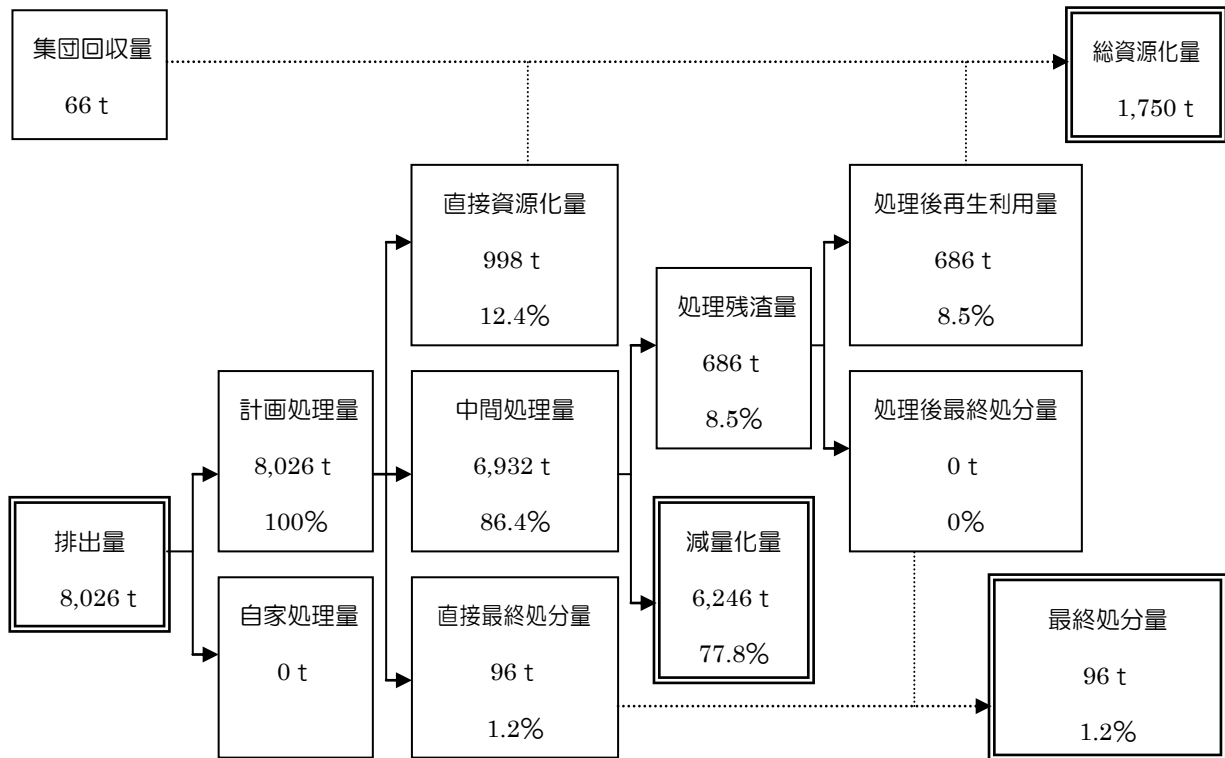 集団回収量
66 t
総資源化量
1,750 t
直接資源化量
998 t
12.4%
処理後再生利用量
686 t
8.5%
処理残渣量
686 t
8.5%
計画処理量
8,026 t
100%
中間処理量
6,932 t
86.4%
処理後最終処分量
0 t
0%
排出量
8,026 t
減量化量
6,246 t
77.8%
自家処理量
0 t
直接最終処分量
96 t
1.2%
最終処分量
96 t
1.2%